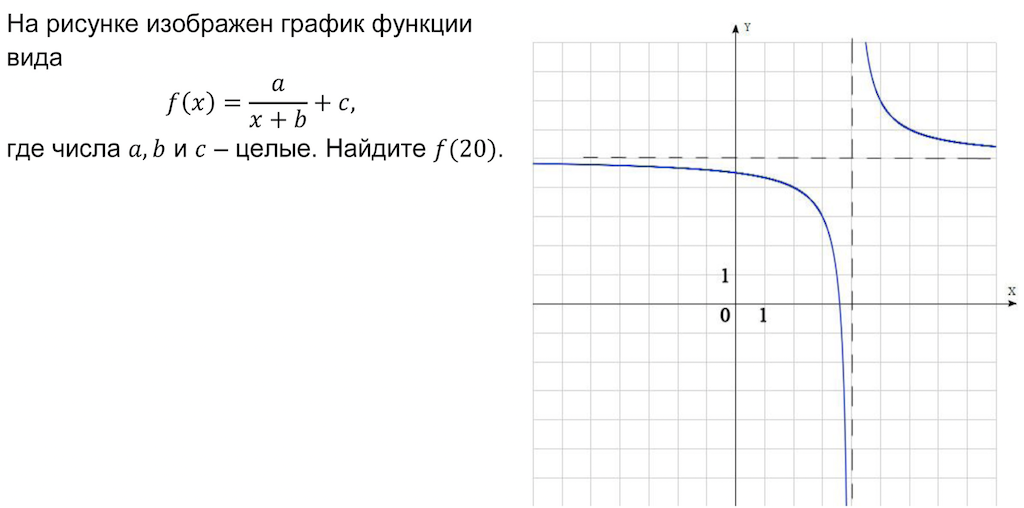 На рисунке изображен график функции
вида
f(x) = a/(x + b) + c,
где числа a, b и c – целые. Найдите f(20).
Y
X
1
0 1